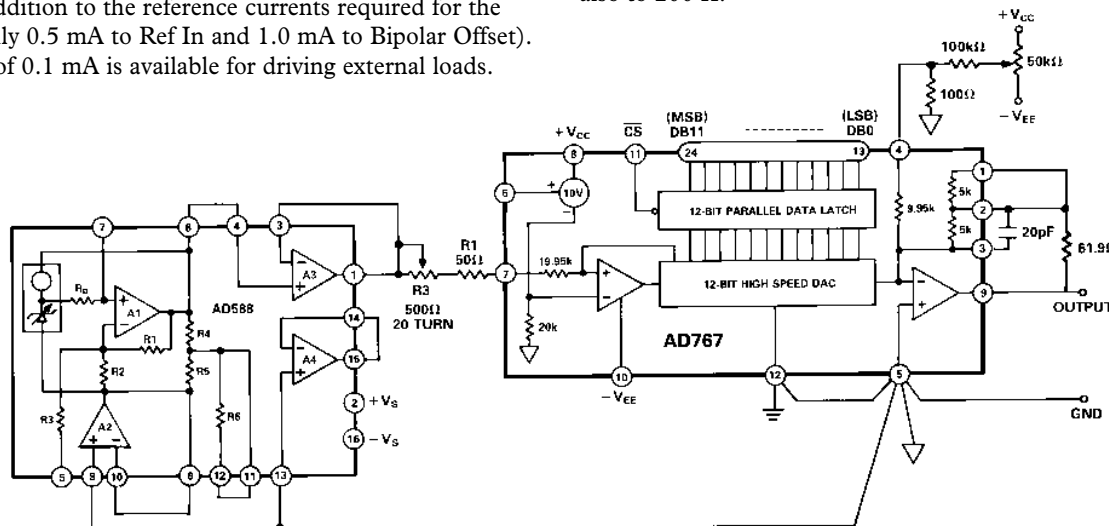 ddition to the reference currents required for the
ly 0.5 mA to Ref In and 1.0 mA to Bipolar Offset).
of 0.1 mA is available for driving external loads.
+VCC
100kΩ
50kΩ
100Ω
-VEE
+VCC
CS
(MSB)
DB11
(LSB)
DB0
8
11
24
13
4
6
+
10V
-
12-BIT PARALLEL DATA LATCH
9.95k
5k
1
2
5k
3
20pF
61.9
7
6
4
3
R1
50Ω
7
19.95k
+
-
12-BIT HIGH SPEED DAC
-
+
9
OUTPUT
Ro
+
A1
-
AD588
-
A3
+
1
R3
500Ω
20 TURN
20k
AD767
R1
R4
14
-
A4
+
15
R2
R5
10
-VEE
12
5
GND
R3
A2
+
-
R6
2
+VS
16
-VS
5
9
10
8
12
11
13